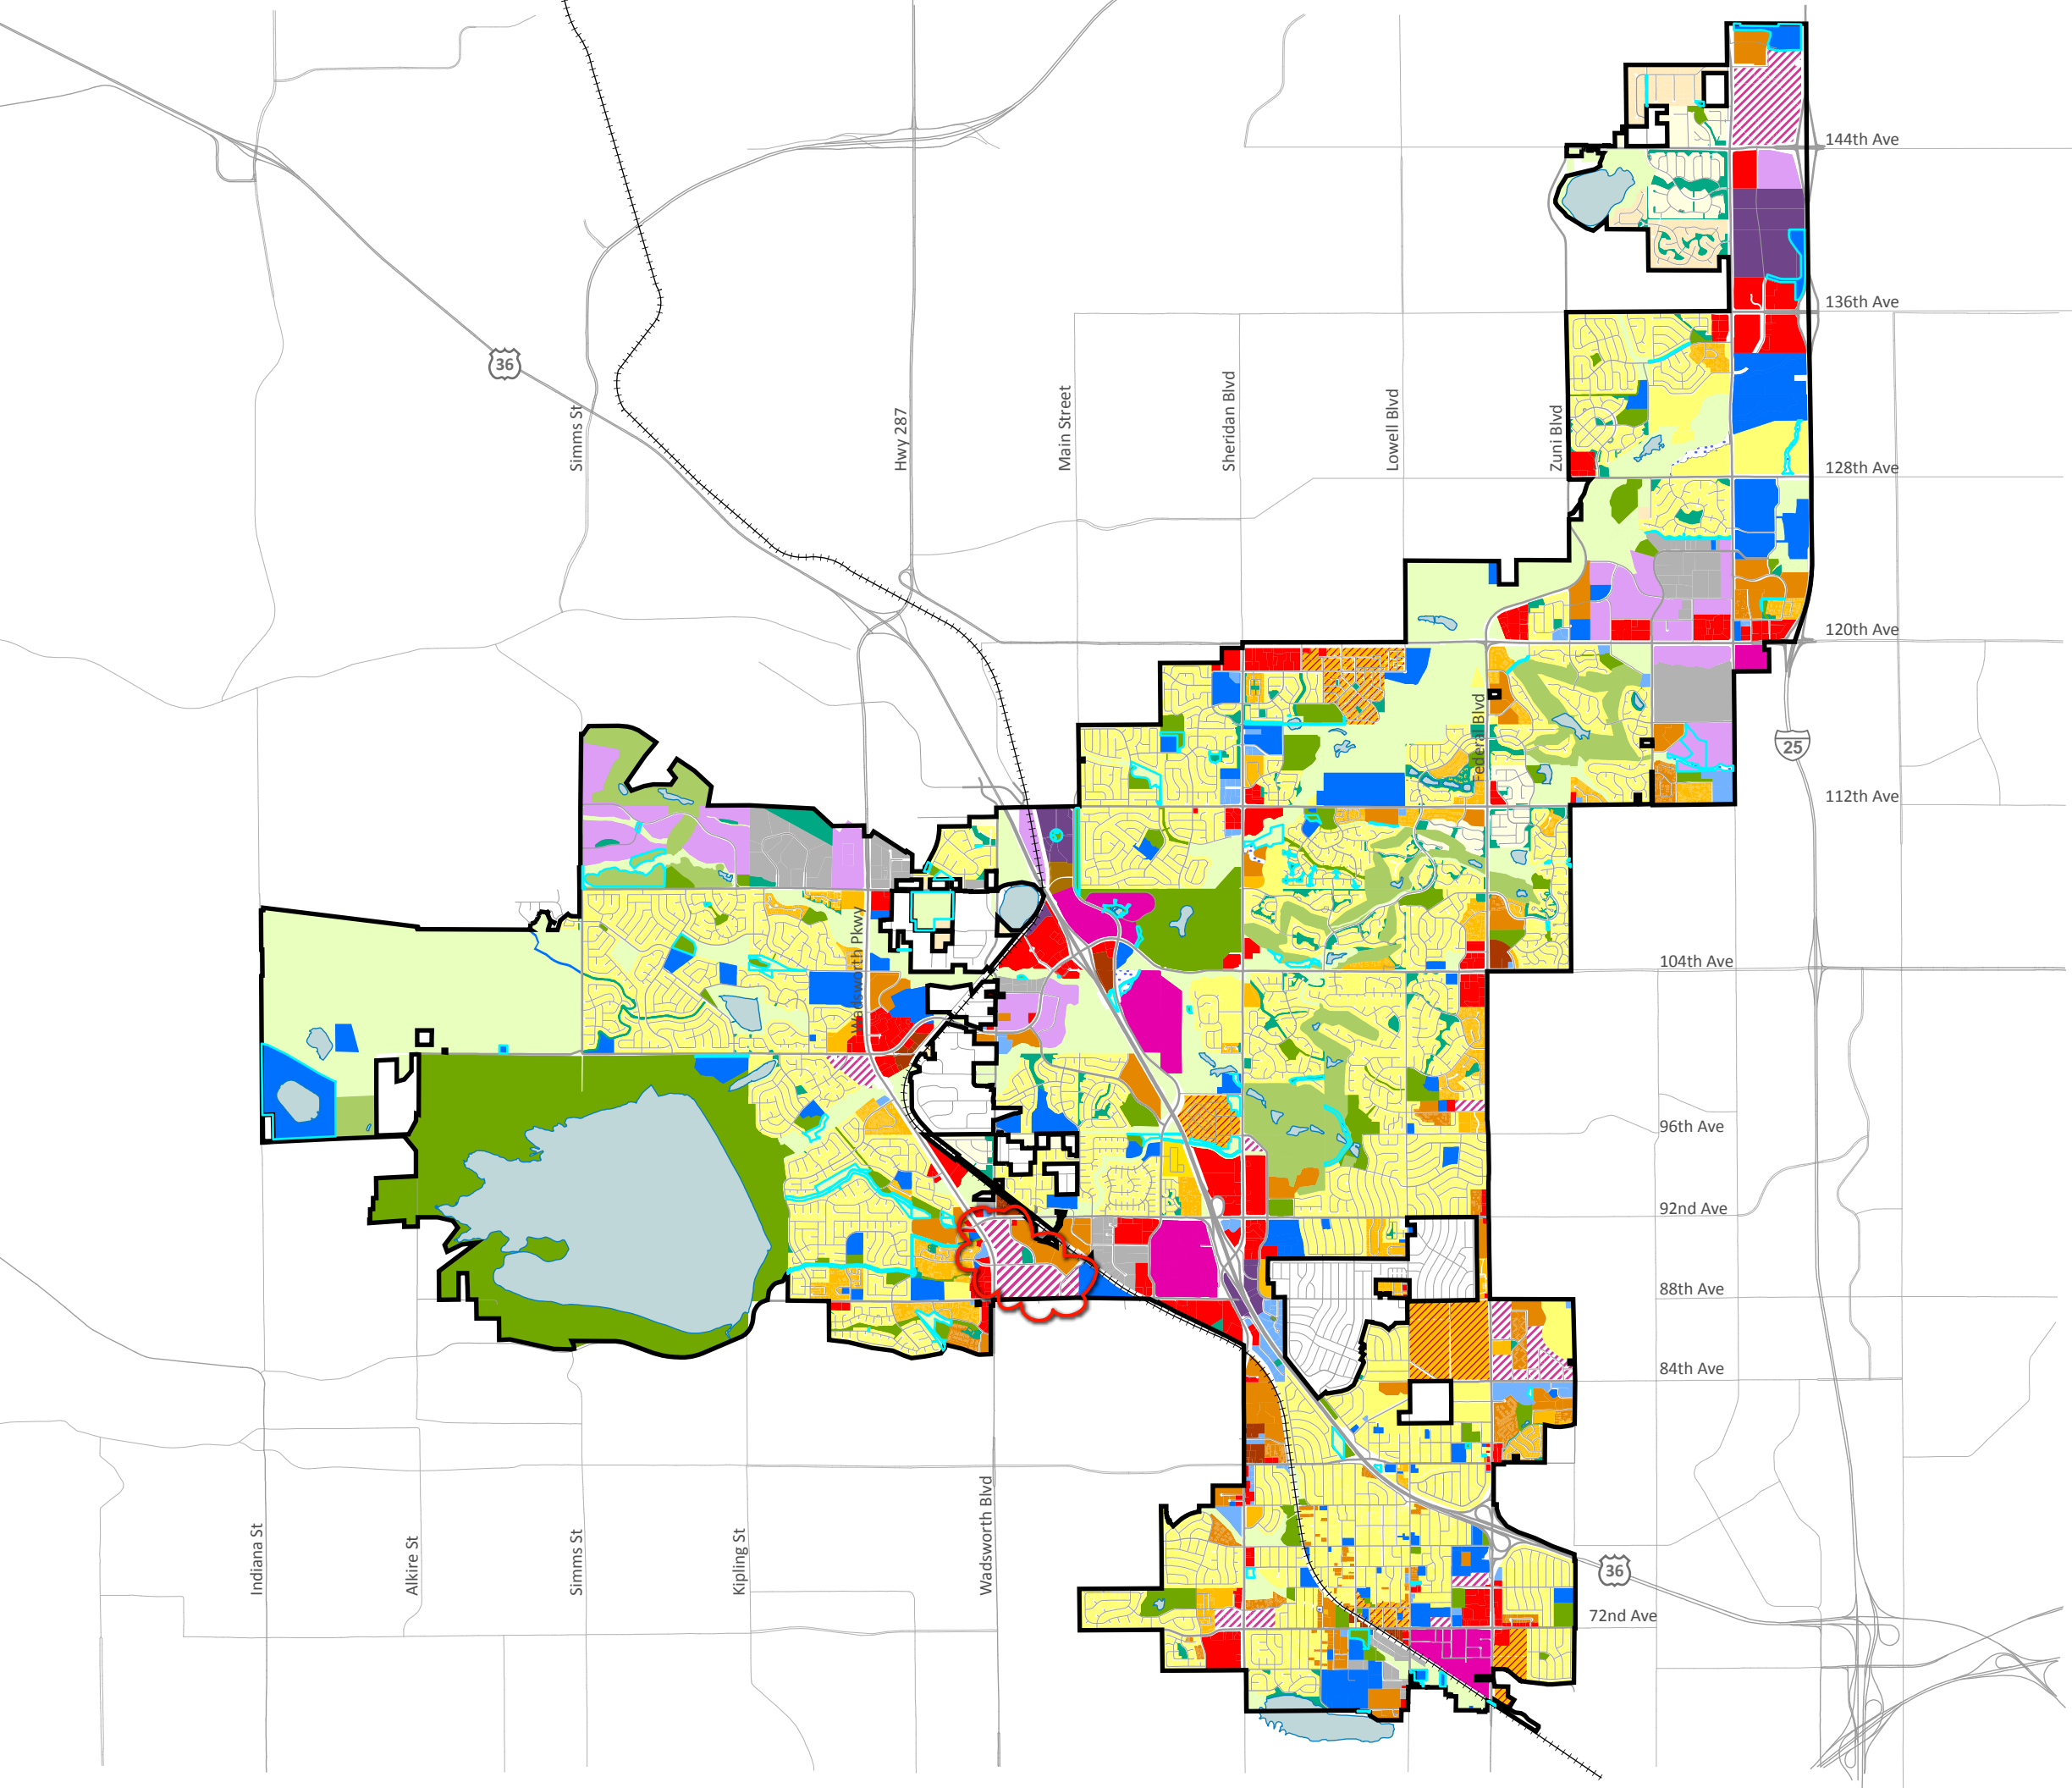 144th Ave
136th Ave
36
Simms St
Hwy 287
Main Street
Sheridan Blvd
Lowell Blvd
Zuni Blvd
128th Ave
120th Ave
Federal Blvd
25
112th Ave
Wadsworth Pkwy
104th Ave
96th Ave
92nd Ave
88th Ave
84th Ave
Indiana St
Alkire St
Simms St
Kipling St
Wadsworth Blvd
36
72nd Ave